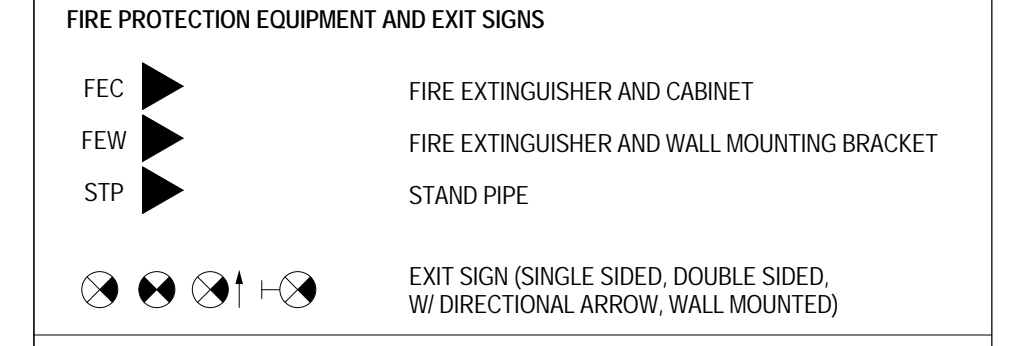 FIRE PROTECTION EQUIPMENT AND EXIT SIGNS
FEC FIRE EXTINGUISHER AND CABINET
FEW FIRE EXTINGUISHER AND WALL MOUNTING BRACKET
STP STAND PIPE
EXIT SIGN (SINGLE SIDED, DOUBLE SIDED,
W/ DIRECTIONAL ARROW, WALL MOUNTED)